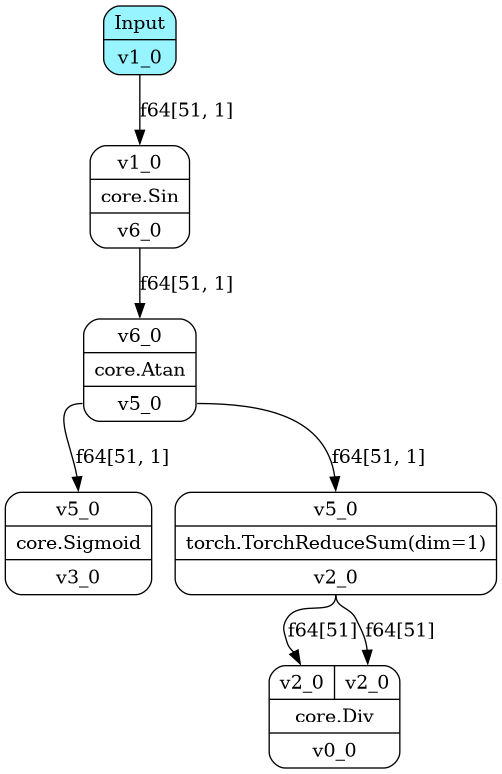 Input
v1_0
f64[51, 1]
v1_0
core.Sin
v6_0
f64[51, 1]
v6_0
core.Atan
v5_0
f64[51, 1]
f64[51, 1]
v5_0
core.Sigmoid
v3_0
v5_0
torch.TorchReduceSum(dim=1)
v2_0
f64[51]
f64[51]
v2_0
v2_0
core.Div
v0_0